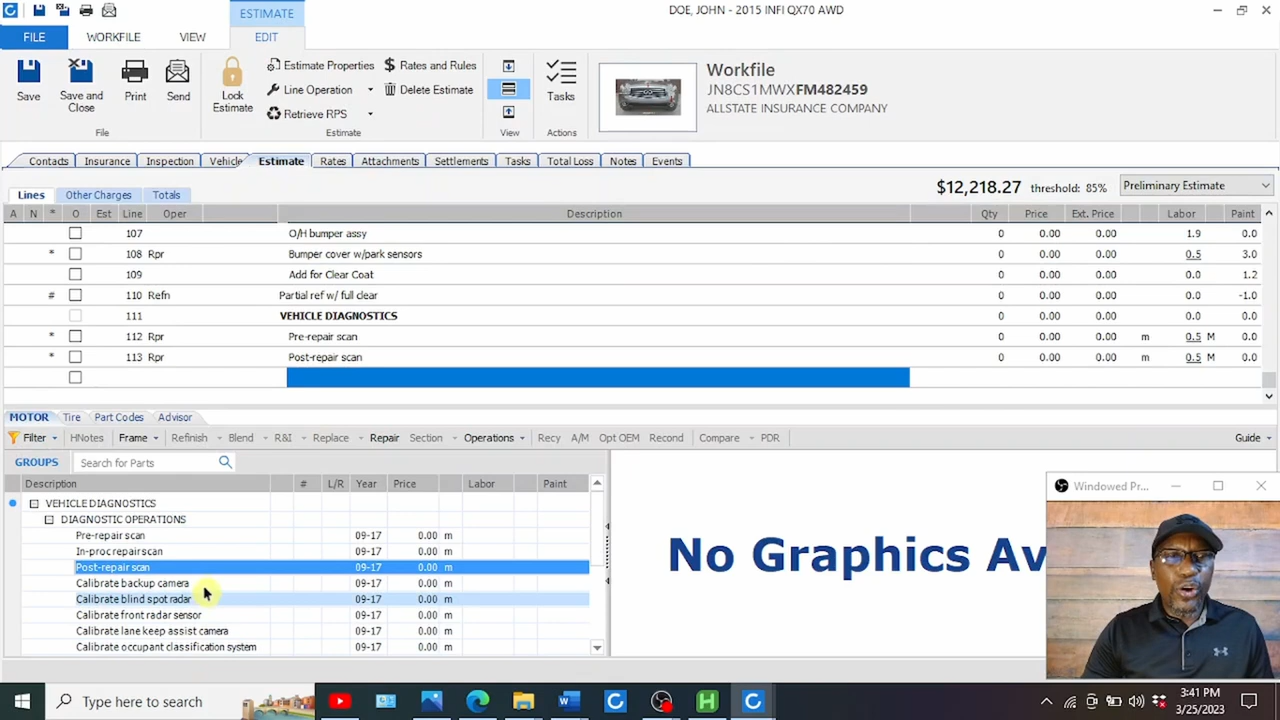 ESTIMATE
DOE, JOHN - 2015 INFI QX70 AWD
FILE WORKFILE VIEW EDIT
Save
Save and Close
Print
Send
File
Lock Estimate
Estimate Properties
Line Operation
Retrieve RPS
Rates and Rules
Delete Estimate
Estimate
View
Tasks
Actions
Workfile
JN8CS1MWXFM482459
ALLSTATE INSURANCE COMPANY
Contacts Insurance Inspection Vehicle Estimate Rates Attachments Settlements Tasks Total Loss Notes Events
Lines Other Charges Totals $12,218.27 threshold: 85% Preliminary Estimate
A N * O Est Line Oper Description Qty Price Ext. Price Labor Paint
107 O/H bumper assy 0 0.00 0.00 1.9 0.0
* 108 Rpr Bumper cover w/park sensors 0 0.00 0.00 0.5 3.0
109 Add for Clear Coat 0 0.00 0.00 0.0 1.2
# 110 Refn Partial ref w/ full clear 0 0.00 0.00 0.0 -1.0
111 VEHICLE DIAGNOSTICS 0 0.00 0.00 0.0 0.0
* 112 Rpr Pre-repair scan 0 0.00 0.00 m 0.5 M 0.0
* 113 Rpr Post-repair scan 0 0.00 0.00 m 0.5 M 0.0
MOTOR Tire Part Codes Advisor
Filter HNotes Frame Refinish Blend R&I Replace Repair Section Operations Recy A/M Opt OEM Recond Compare PDR Guide
GROUPS Search for Parts
Description # L/R Year Price Labor Paint
VEHICLE DIAGNOSTICS
DIAGNOSTIC OPERATIONS
Pre-repair scan 09-17 0.00 m
In-proc repair scan 09-17 0.00 m
Post-repair scan 09-17 0.00 m
Calibrate backup camera 09-17 0.00 m
Calibrate blind spot radar 09-17 0.00 m
Calibrate front radar sensor 09-17 0.00 m
Calibrate lane keep assist camera 09-17 0.00 m
Calibrate occupant classification system 09-17 0.00 m
No Graphics Av
Windowed Pr...
Type here to search
3:41 PM
3/25/2023